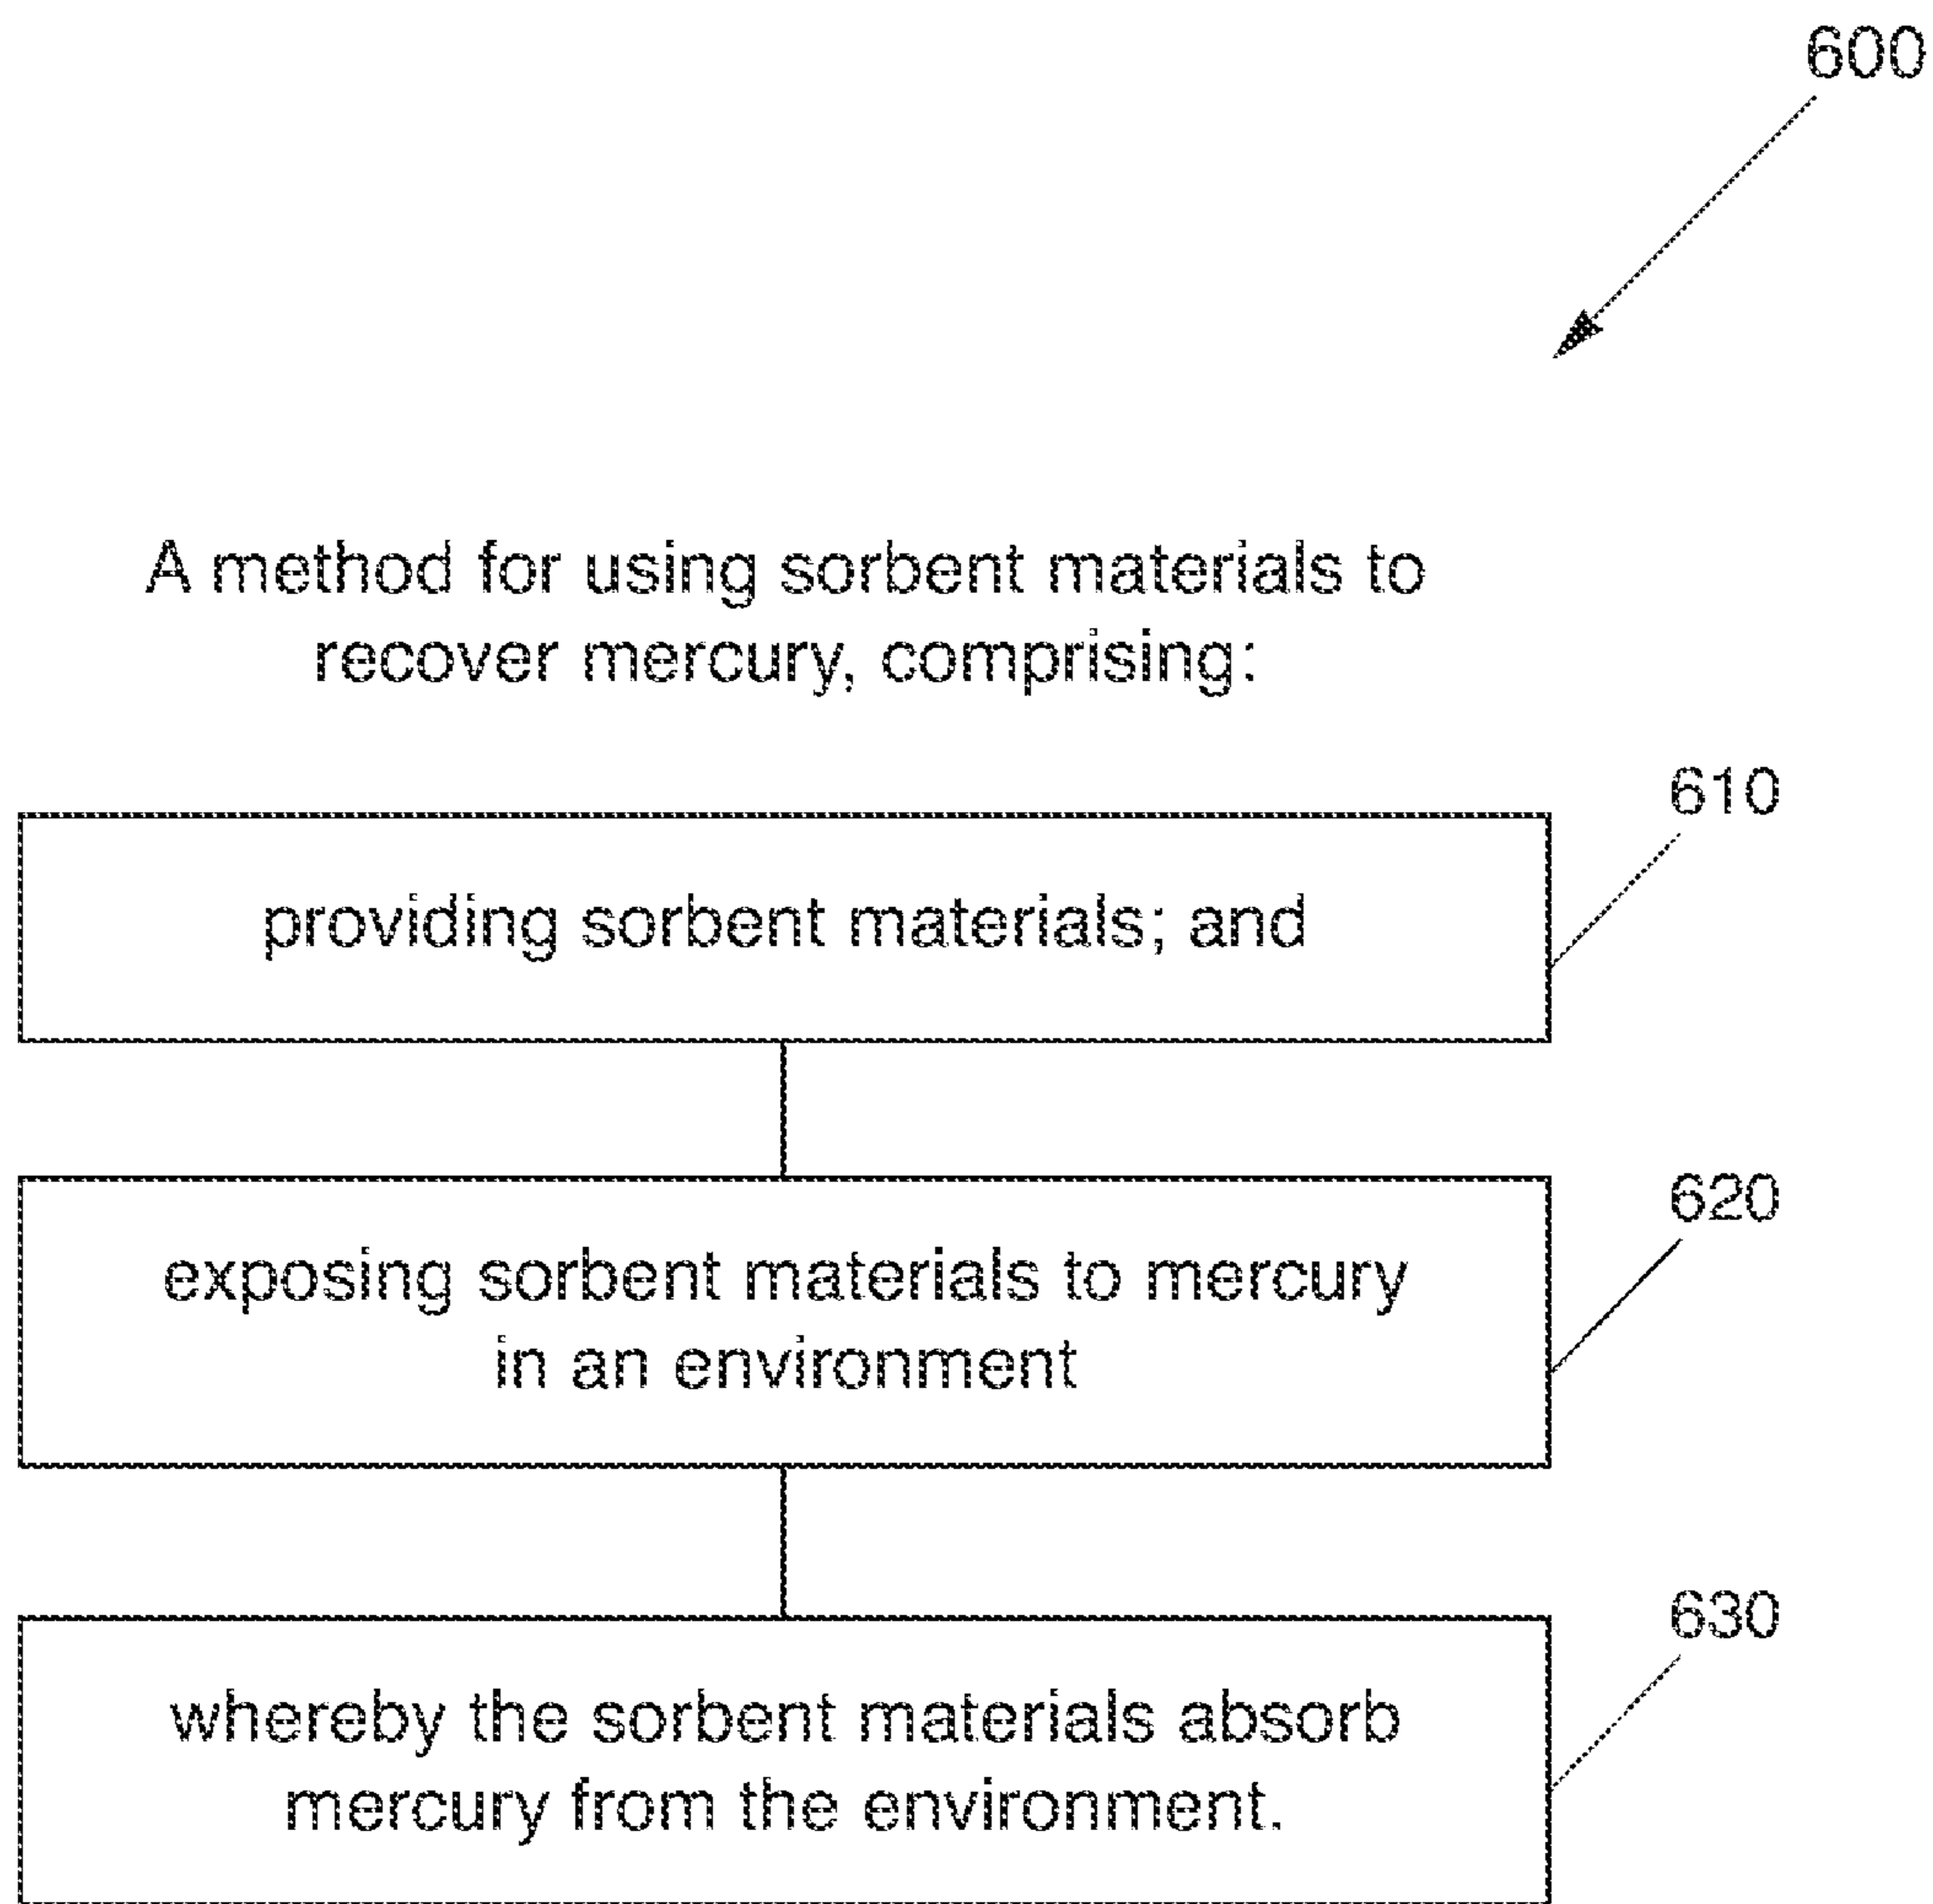 600
A method for using sorbent materials to
recover mercury, comprising:
610
providing sorbent materials; and
620
exposing sorbent materials to mercury
in an environment
630
whereby the sorbent materials absorb
mercury from the environment.